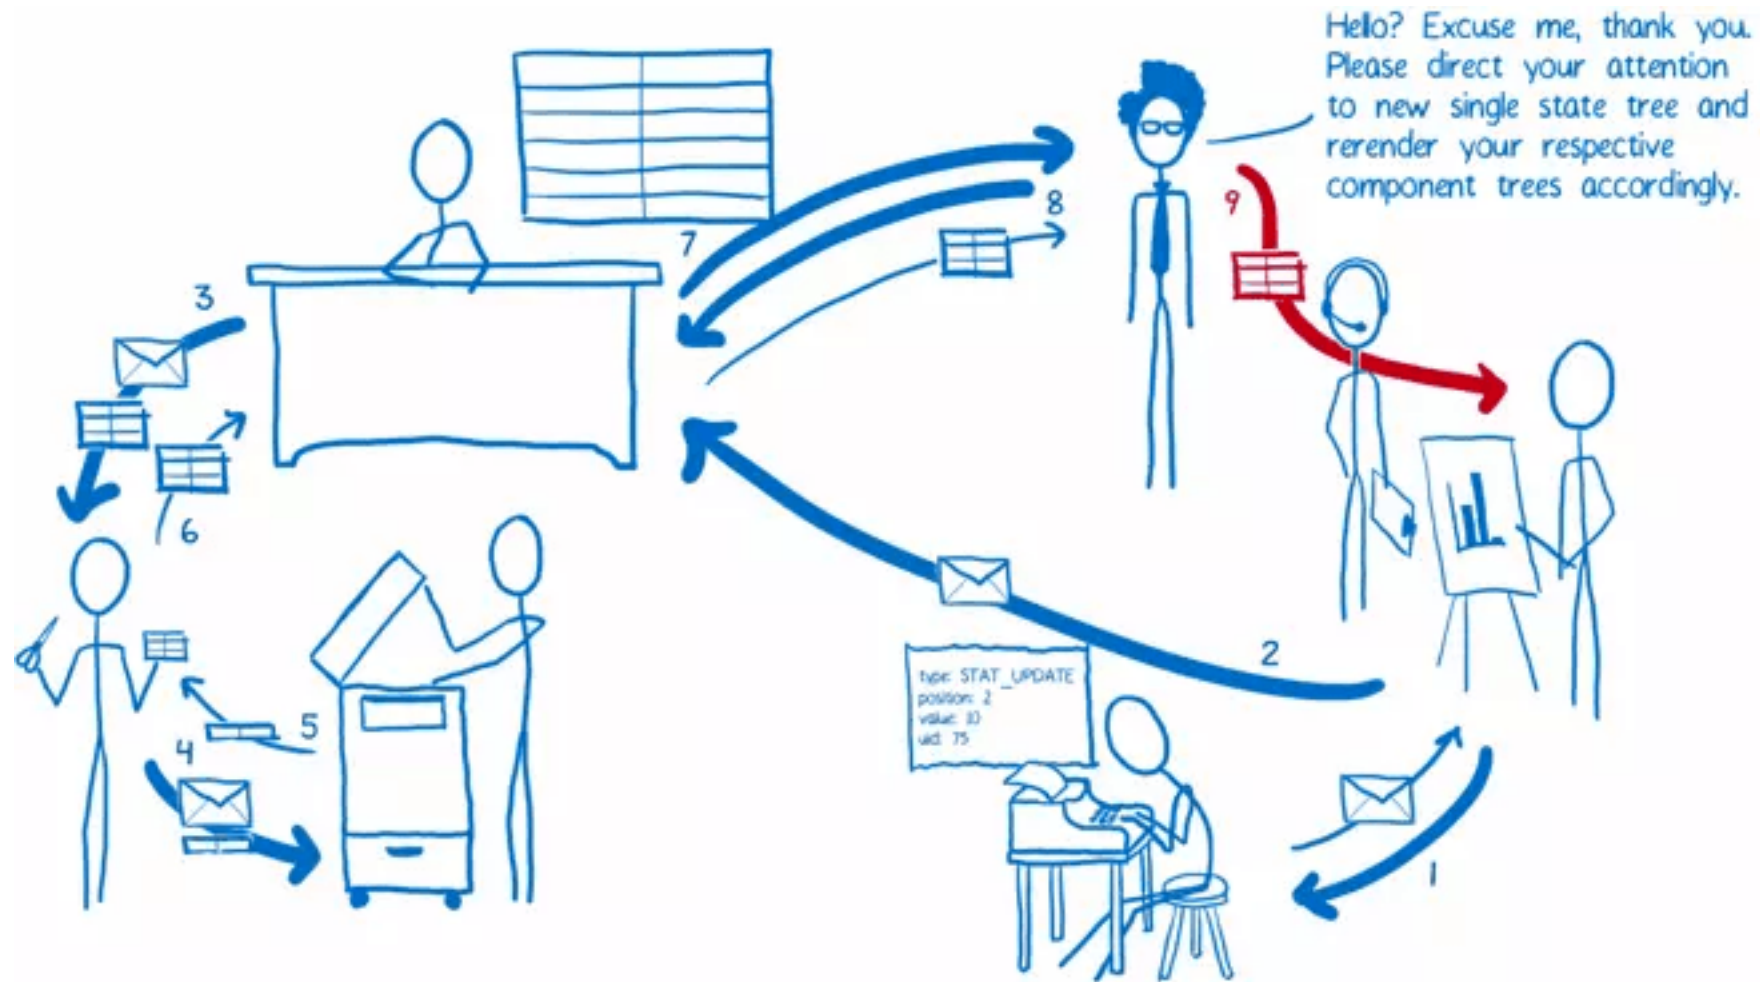 Hello? Excuse me, thank you.
Please direct your attention
to new single state tree and
rerender your respective
component trees accordingly.
7
8
9
3
6
2
type: STAT_UPDATE
position: 2
value: 10
uid: 75
5
4
1